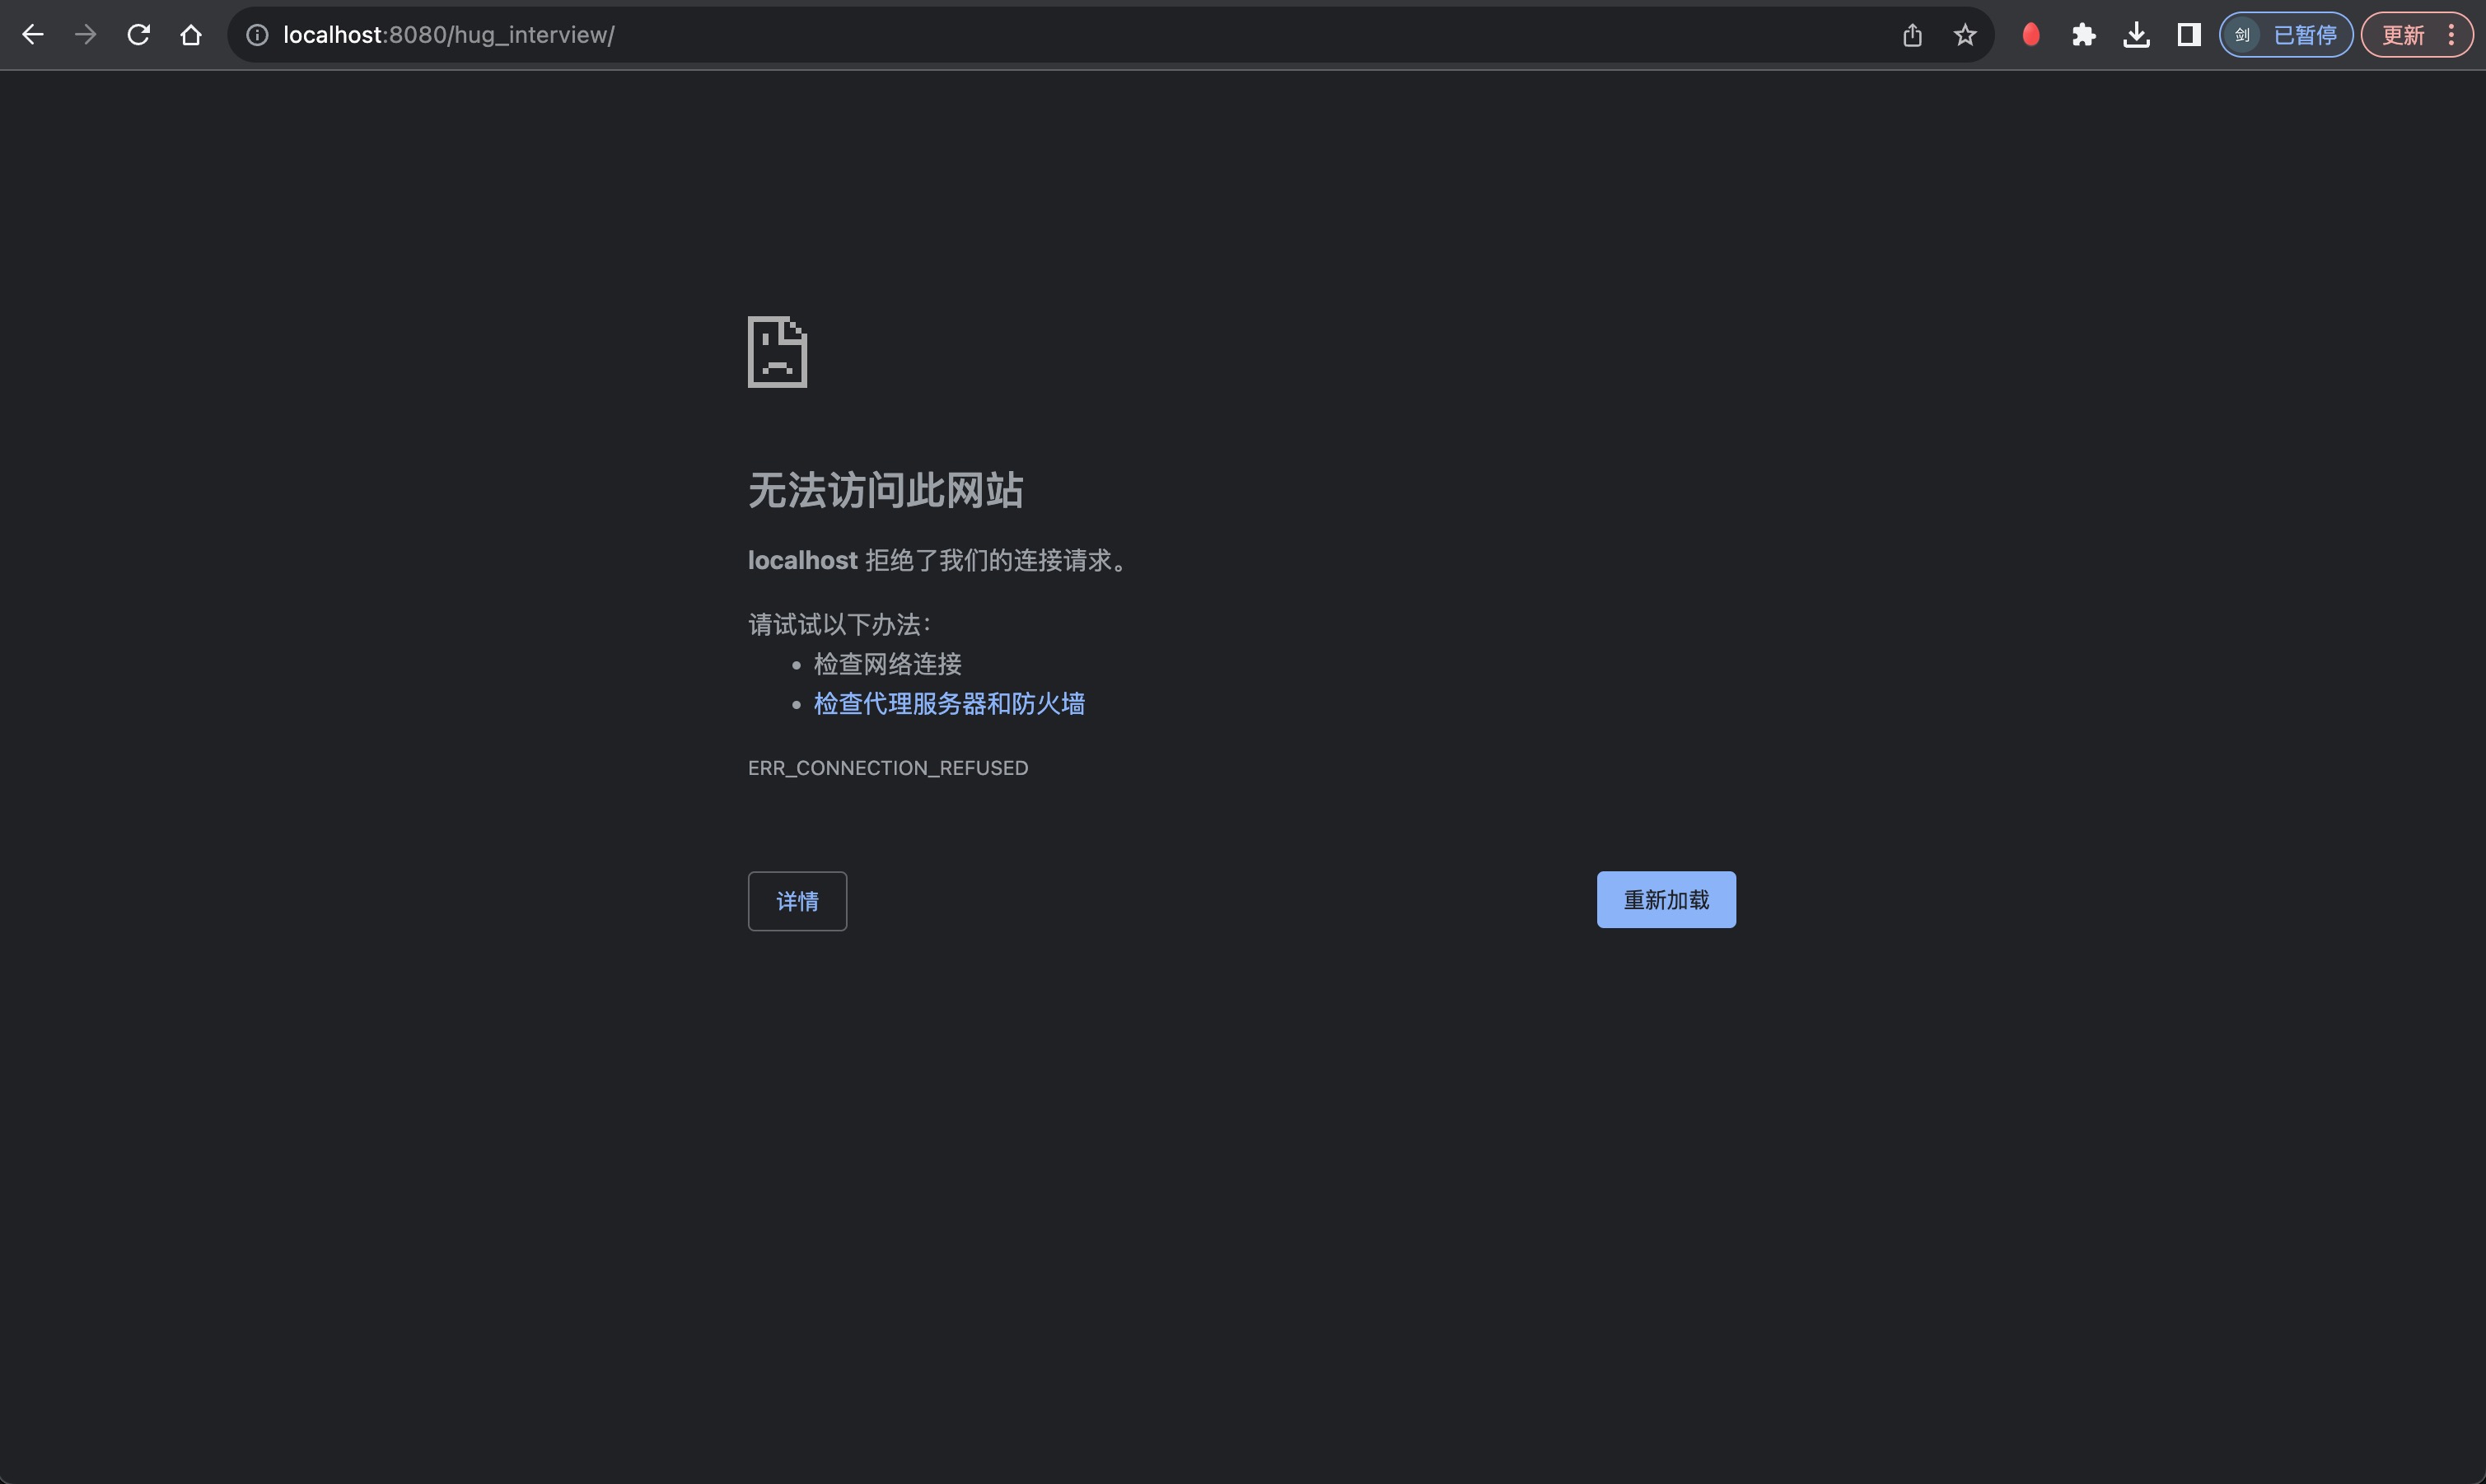 localhost:8080/hug_interview/
剑 已暂停 更新
无法访问此网站
localhost 拒绝了我们的连接请求。
请试试以下办法：
• 检查网络连接
• 检查代理服务器和防火墙
ERR_CONNECTION_REFUSED
详情 重新加载